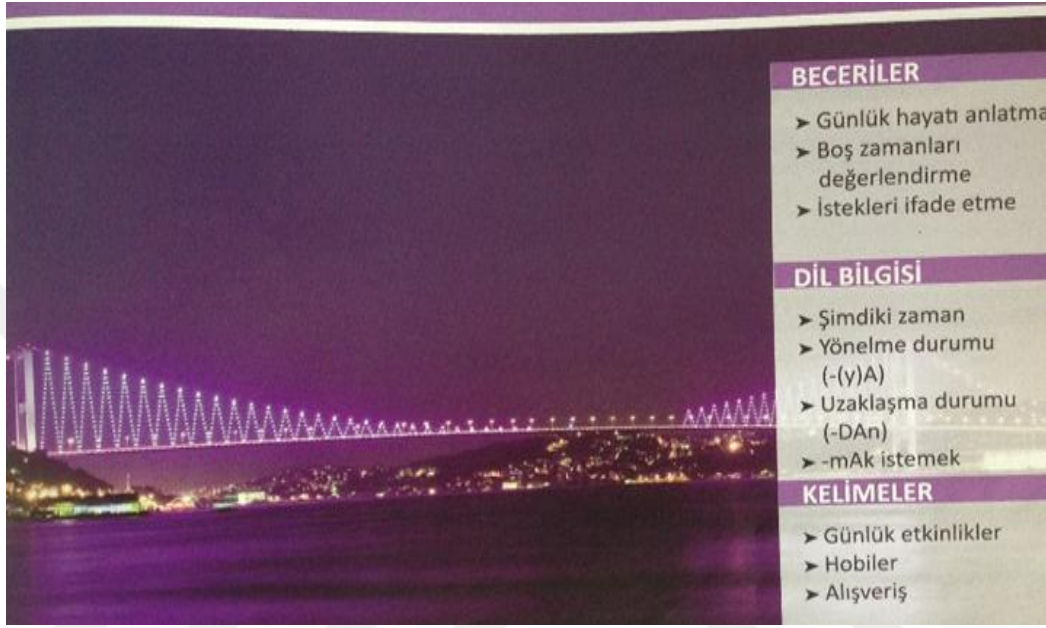 BECERİLER
➤ Günlük hayatı anlatma
➤ Boş zamanları
değerlendirme
➤ İstekleri ifade etme
DİL BİLGİSİ
➤ Şimdiki zaman
➤ Yönelme durumu
(-(y)A)
➤ Uzaklaşma durumu
(-DAn)
➤ -mAk istemek
KELİMELER
➤ Günlük etkinlikler
➤ Hobiler
➤ Alışveriş